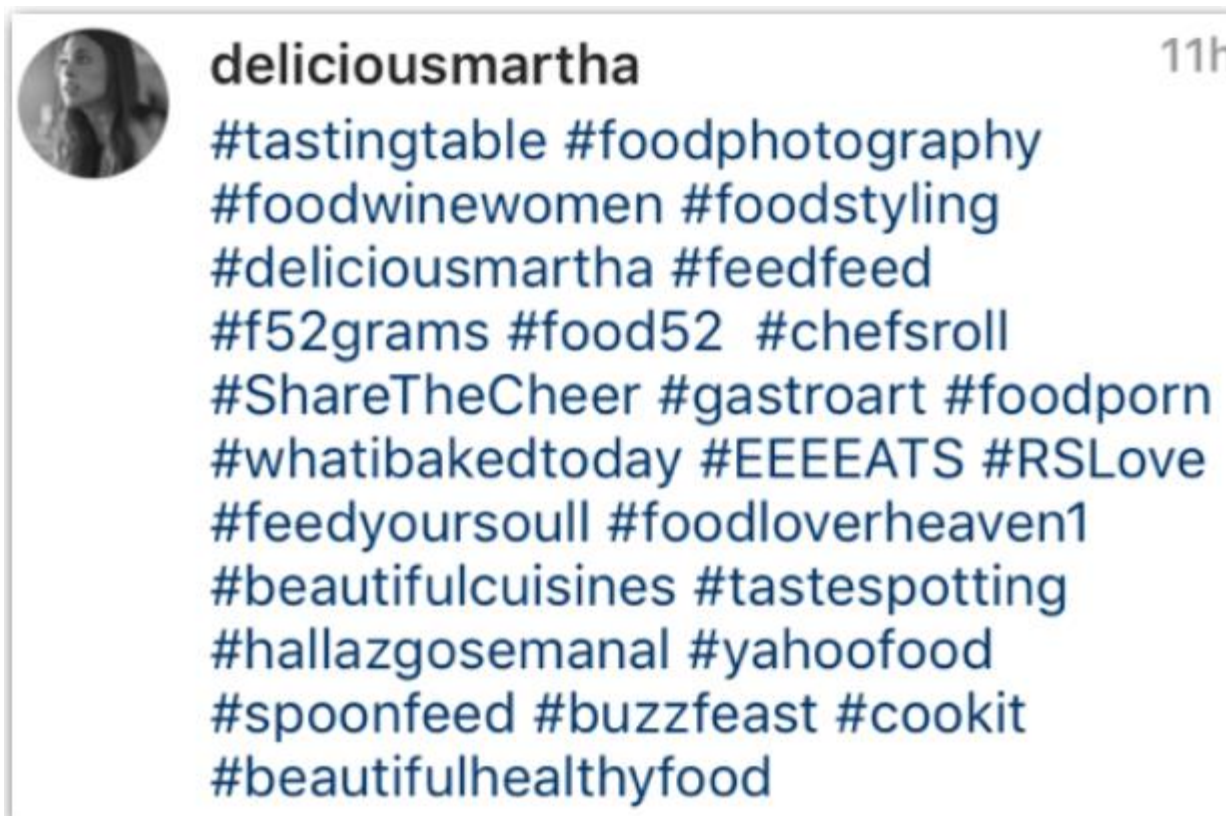 deliciousmartha 11h
#tastingtable #foodphotography
#foodwinewomen #foodstyling
#deliciousmartha #feedfeed
#f52grams #food52 #chefsroll
#ShareTheCheer #gastroart #foodporn
#whatibakedtoday #EEEEATS #RSLove
#feedyoursoull #foodloverheaven1
#beautifulcuisines #tastespotting
#hallazgosemanal #yahoofood
#spoonfeed #buzzfeast #cookit
#beautifulhealthyfood